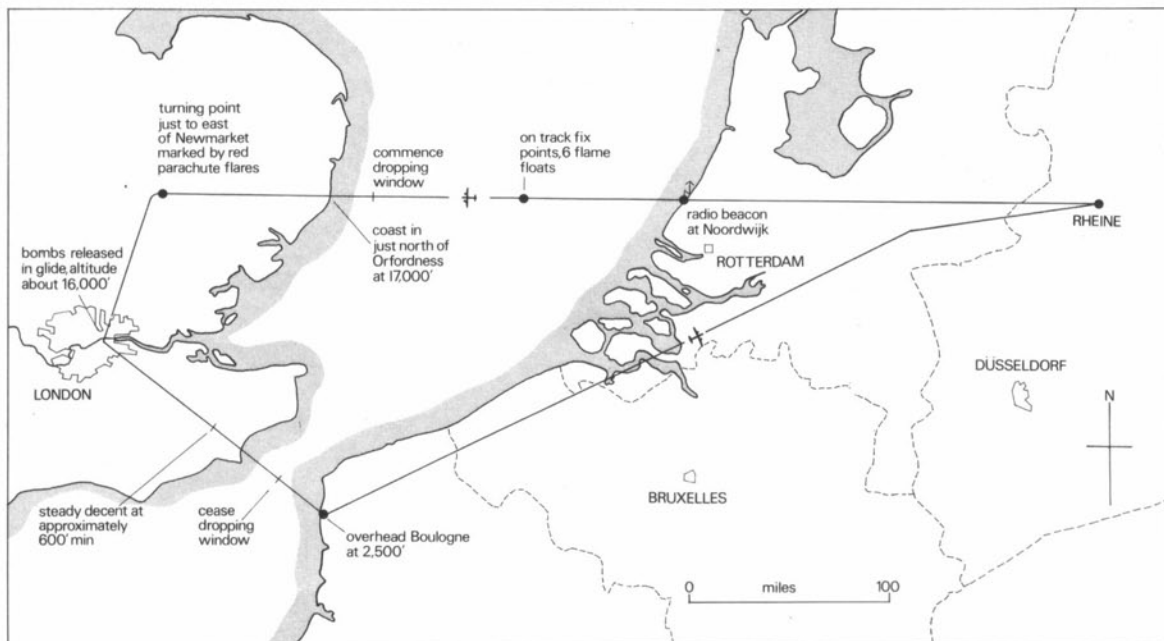 turning point
just to east
of Newmarket
marked by red
parachute flares
commence
dropping
window
on track fix
points, 6 flame
floats
bombs released
in glide, altitude
about 16,000'
coast in
just north of
Orfordness
at 17,000'
radio beacon
at Noordwijk
ROTTERDAM
RHEINE
LONDON
DÜSSELDORF
N
steady decent at
approximately
600' min
cease
dropping
window
overhead Boulogne
at 2,500'
BRUXELLES
0 miles 100